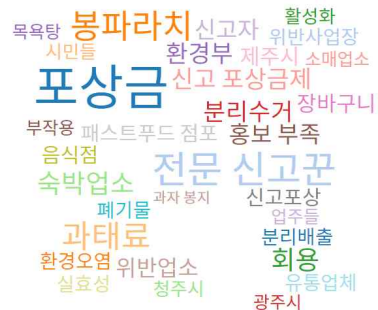 목욕탕 봉파라치 신고자 활성화
시민들 환경부 제주시 위반사업장
소매업소
포상금 신고 포상금제
분리수거 장바구니
부작용 패스트푸드 점포 홍보 부족
음식점 전문 신고꾼
숙박업소 과자 봉지 신고포상
폐기물 업주들
과태료 분리배출
환경오염 위반업소 회용
실효성 청주시 유통업체
광주시